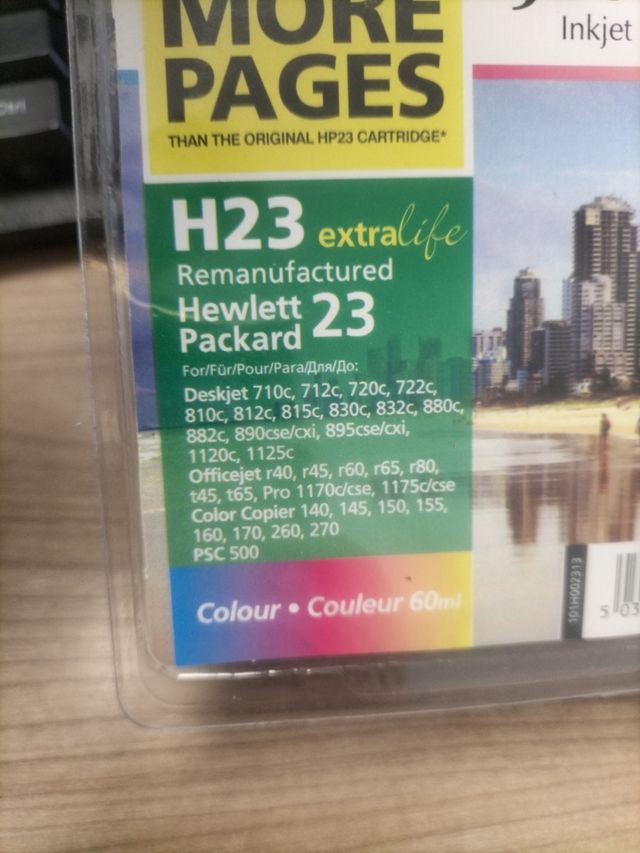 MORE
PAGES
THAN THE ORIGINAL HP23 CARTRIDGE*
Inkjet
H23 extralife
Remanufactured
Hewlett
Packard 23
For/Für/Pour/Para/Для/Do:
Deskjet 710c, 712c, 720c, 722c,
810c, 812c, 815c, 830c, 832c, 880c,
882c, 890cse/cxi, 895cse/cxi,
1120c, 1125c
Officejet r40, r45, r60, r65, r80,
t45, t65, Pro 1170c/cse, 1175c/cse
Color Copier 140, 145, 150, 155,
160, 170, 260, 270
PSC 500
Colour • Couleur 60ml
101H002313
5 03